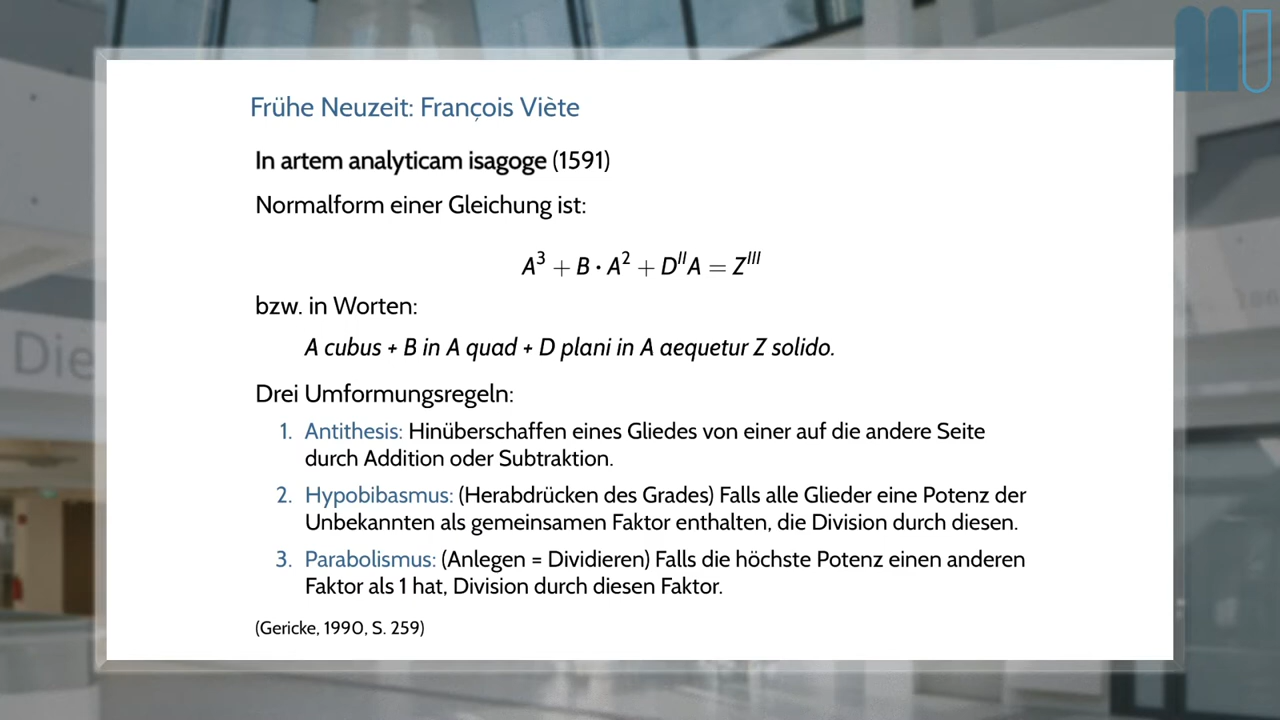 Frühe Neuzeit: François Viète
In artem analyticam isagoge (1591)
Normalform einer Gleichung ist:
A³ + B · A² + DᴵᴵA = Zᴵᴵᴵ
bzw. in Worten:
A cubus + B in A quad + D plani in A aequetur Z solido.
Drei Umformungsregeln:
1. Antithesis: Hinüberschaffen eines Gliedes von einer auf die andere Seite
durch Addition oder Subtraktion.
2. Hypobibasmus: (Herabdrücken des Grades) Falls alle Glieder eine Potenz der
Unbekannten als gemeinsamen Faktor enthalten, die Division durch diesen.
3. Parabolismus: (Anlegen = Dividieren) Falls die höchste Potenz einen anderen
Faktor als 1 hat, Division durch diesen Faktor.
(Gericke, 1990, S. 259)
Die